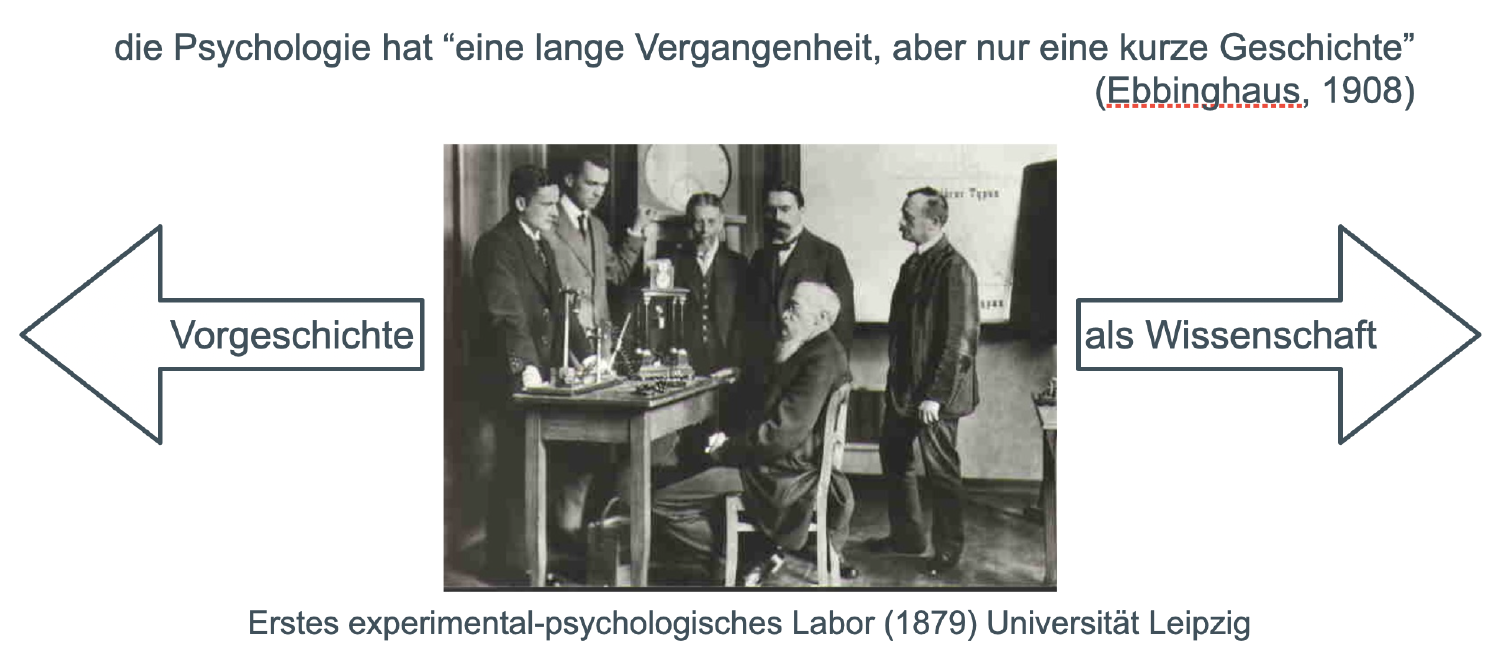 die Psychologie hat “eine lange Vergangenheit, aber nur eine kurze Geschichte”
(Ebbinghaus, 1908)
Typus
Vorgeschichte
als Wissenschaft
Erstes experimental-psychologisches Labor (1879) Universität Leipzig